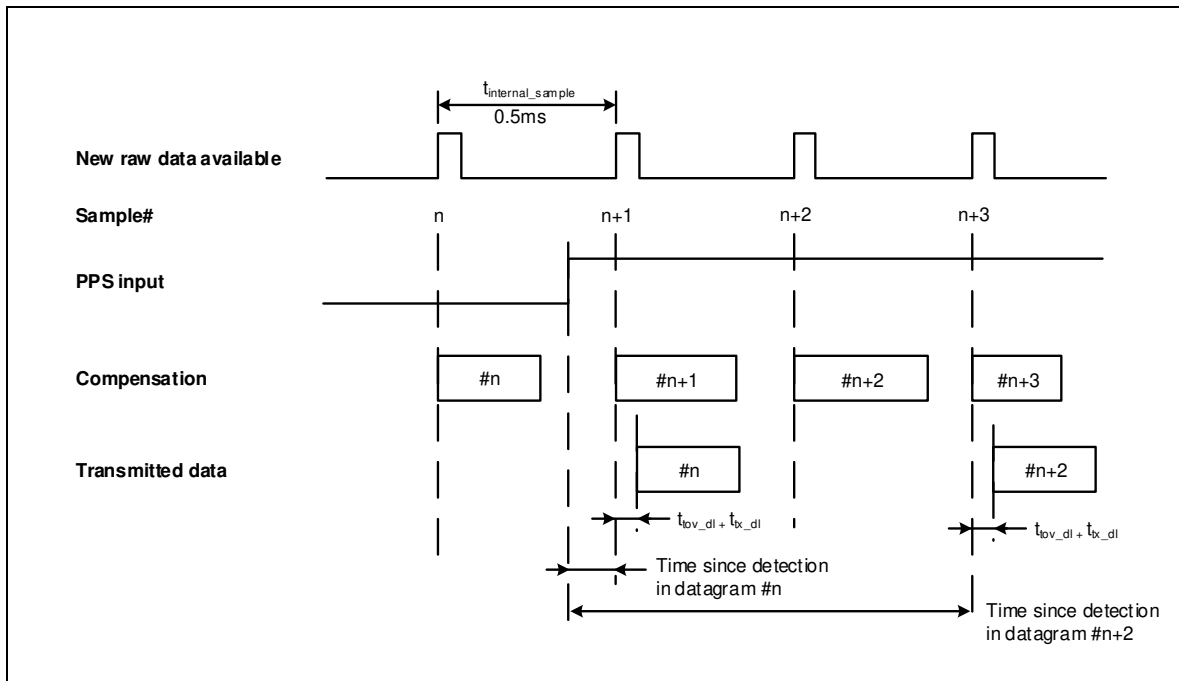 t_internal_sample
0.5ms
New raw data available
Sample#
n
n+1
n+2
n+3
PPS input
Compensation
#n
#n+1
#n+2
#n+3
Transmitted data
#n
#n+2
t_tov_dl + t_tx_dl
t_tov_dl + t_tx_dl
Time since detection
in datagram #n
Time since detection
in datagram #n+2